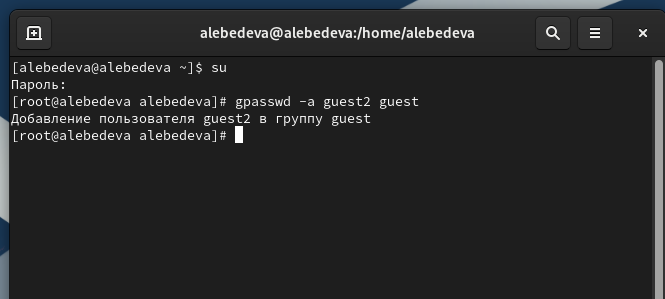 alebedeva@alebedeva:/home/alebedeva
[alebedeva@alebedeva ~]$ su
Пароль:
[root@alebedeva alebedeva]# gpasswd -a guest2 guest
Добавление пользователя guest2 в группу guest
[root@alebedeva alebedeva]#